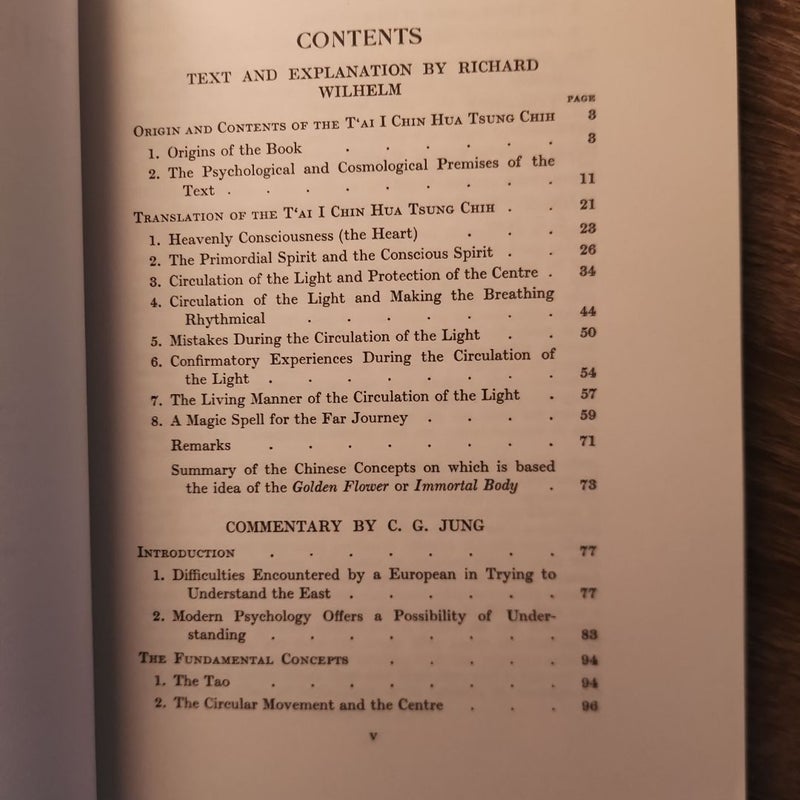 CONTENTS
TEXT AND EXPLANATION BY RICHARD
WILHELM
PAGE
ORIGIN AND CONTENTS OF THE T‘AI I CHIN HUA TSUNG CHIH 3
1. Origins of the Book . . . . . . 3
2. The Psychological and Cosmological Premises of the
Text . . . . . . . . . 11
TRANSLATION OF THE T‘AI I CHIN HUA TSUNG CHIH . . 21
1. Heavenly Consciousness (the Heart) . . . 23
2. The Primordial Spirit and the Conscious Spirit . . 26
3. Circulation of the Light and Protection of the Centre . 34
4. Circulation of the Light and Making the Breathing
Rhythmical . . . . . . . 44
5. Mistakes During the Circulation of the Light . . 50
6. Confirmatory Experiences During the Circulation of
the Light . . . . . . . . 54
7. The Living Manner of the Circulation of the Light . 57
8. A Magic Spell for the Far Journey . . . . 59
Remarks . . . . . . . . 71
Summary of the Chinese Concepts on which is based
the idea of the Golden Flower or Immortal Body . 73
COMMENTARY BY C. G. JUNG
INTRODUCTION . . . . . . . . 77
1. Difficulties Encountered by a European in Trying to
Understand the East . . . . . . 77
2. Modern Psychology Offers a Possibility of Under-
standing . . . . . . . . 83
THE FUNDAMENTAL CONCEPTS . . . . . 94
1. The Tao . . . . . . . . 94
2. The Circular Movement and the Centre . . . 96
v